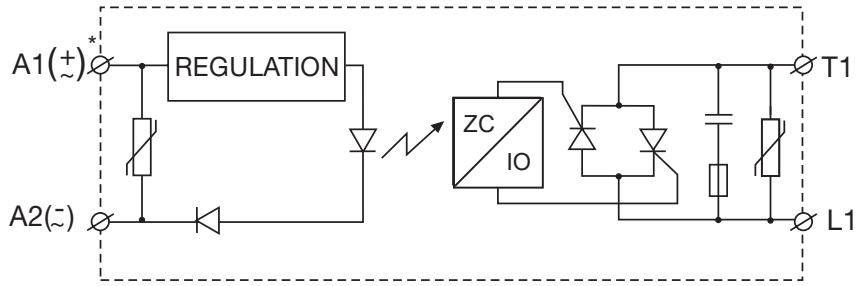 A1(+~)*
REGULATION
T1
ZC
IO
A2(-~)
L1